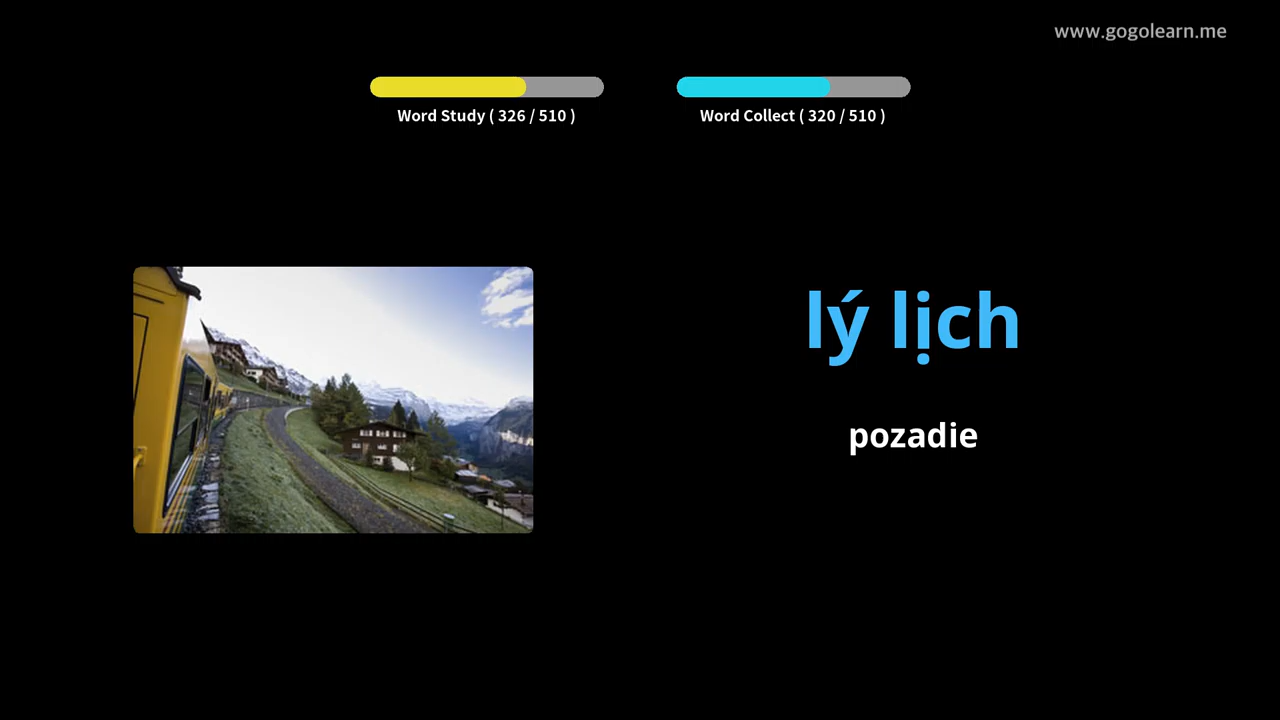 www.gogolearn.me
Word Study ( 326 / 510 )
Word Collect ( 320 / 510 )
lý lịch
pozadie